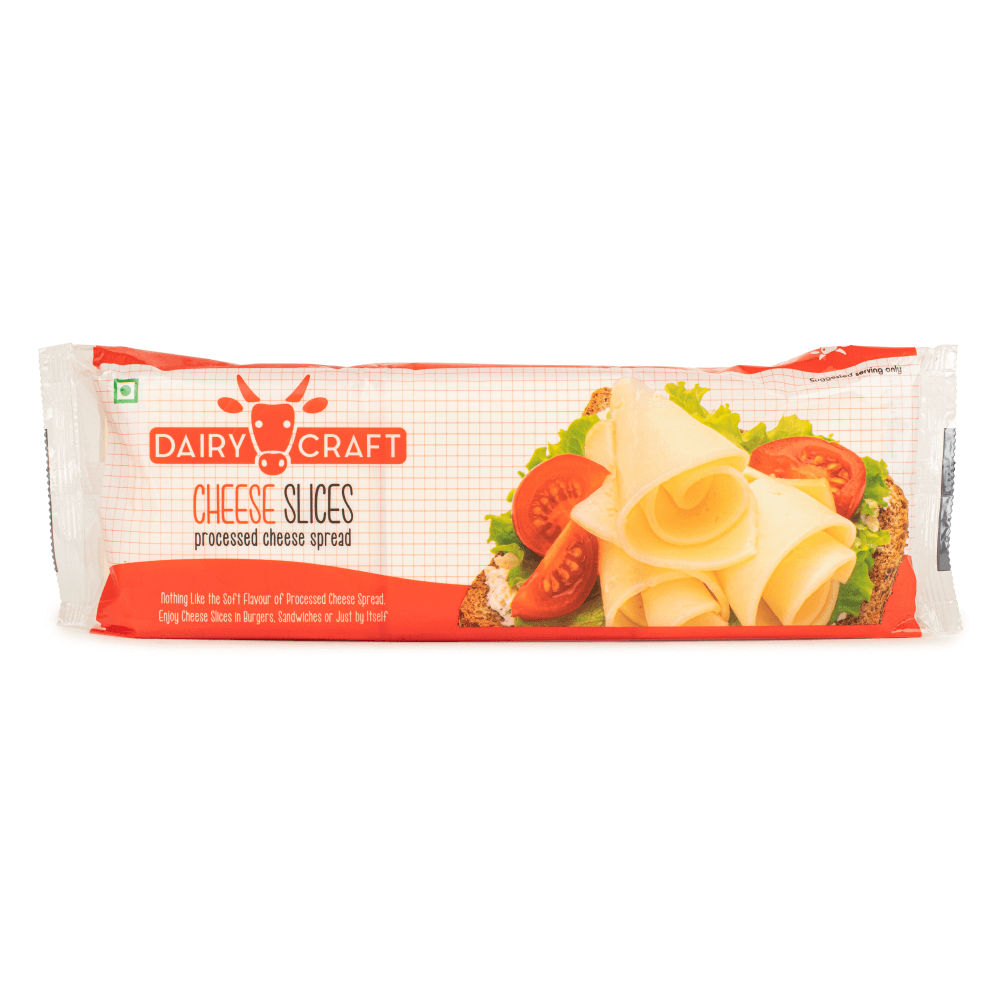 Suggested serving only
DAIRY CRAFT
CHEESE SLICES
processed cheese spread
Nothing Like the Soft Flavour of Processed Cheese Spread.
Enjoy Cheese Slices in Burgers, Sandwiches or Just by Itself